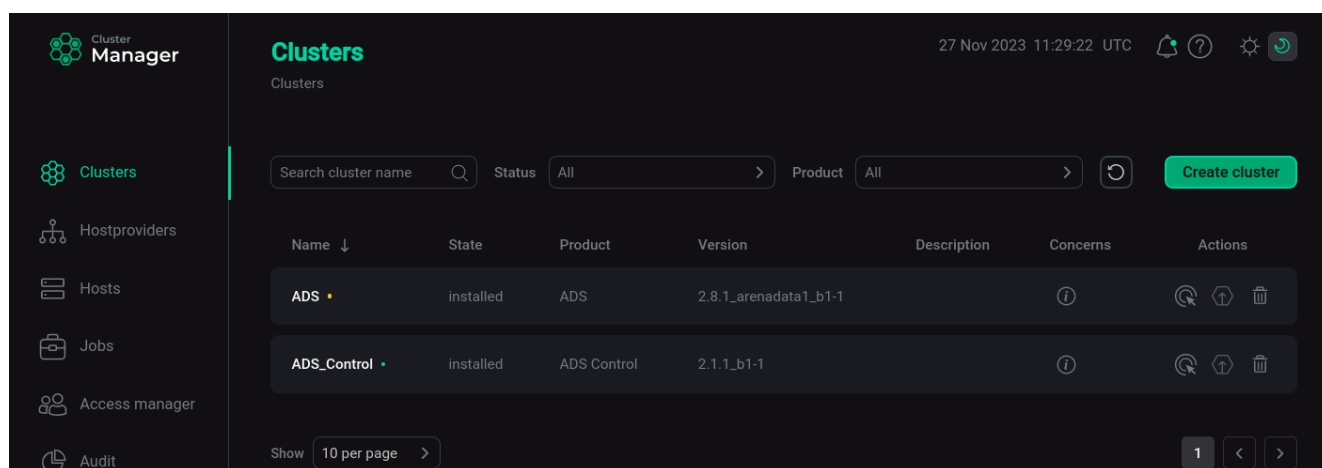 Cluster
Manager
Clusters
Clusters
27 Nov 2023 11:29:22 UTC
Clusters
Hostproviders
Hosts
Jobs
Access manager
Audit
Search cluster name Status All Product All Create cluster
Name State Product Version Description Concerns Actions
ADS installed ADS 2.8.1_arenadata1_b1-1
ADS_Control installed ADS Control 2.1.1_b1-1
Show 10 per page 1